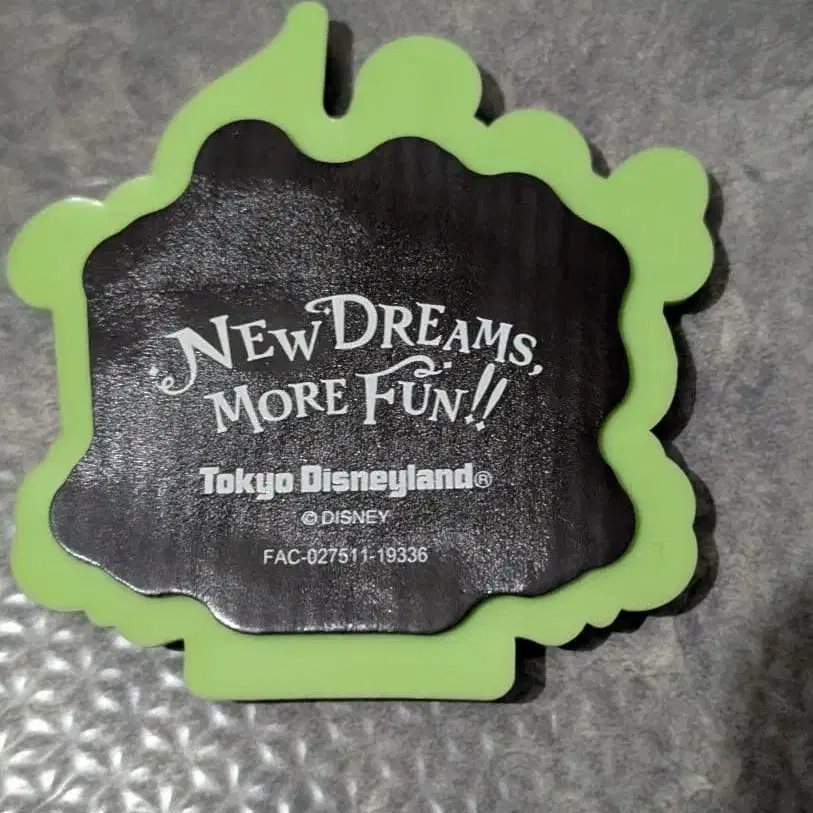 New Dreams,
More Fun!!
Tokyo Disneyland®
© DISNEY
FAC-027511-19336